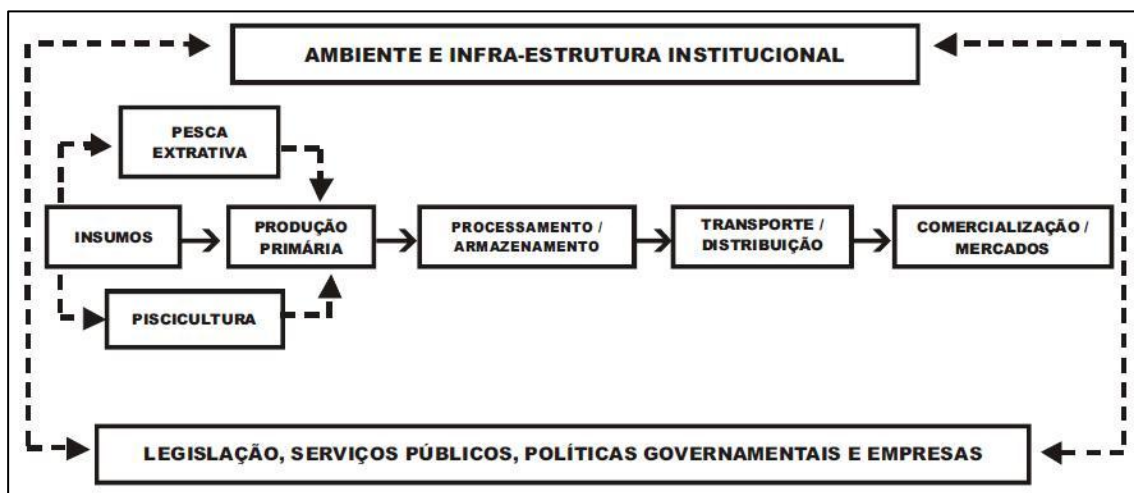 AMBIENTE E INFRA-ESTRUTURA INSTITUCIONAL
PESCA
EXTRATIVA
INSUMOS
PRODUÇÃO
PRIMÁRIA
PROCESSAMENTO /
ARMAZENAMENTO
TRANSPORTE /
DISTRIBUIÇÃO
COMERCIALIZAÇÃO /
MERCADOS
PISCICULTURA
LEGISLAÇÃO, SERVIÇOS PÚBLICOS, POLÍTICAS GOVERNAMENTAIS E EMPRESAS